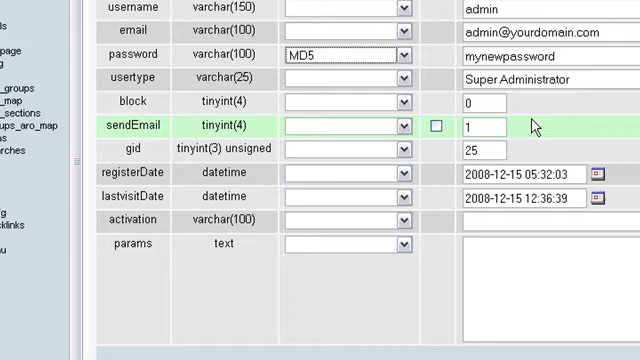 username varchar(150) admin
email varchar(100) admin@yourdomain.com
password varchar(100) MD5 mynewpassword
usertype varchar(25) Super Administrator
block tinyint(4) 0
sendEmail tinyint(4) 1
gid tinyint(3) unsigned 25
registerDate datetime 2008-12-15 05:32:03
lastvisitDate datetime 2008-12-15 12:36:39
activation varchar(100)
params text
page
_groups
_map
_sections
ups_aro_map
arches
cklinks